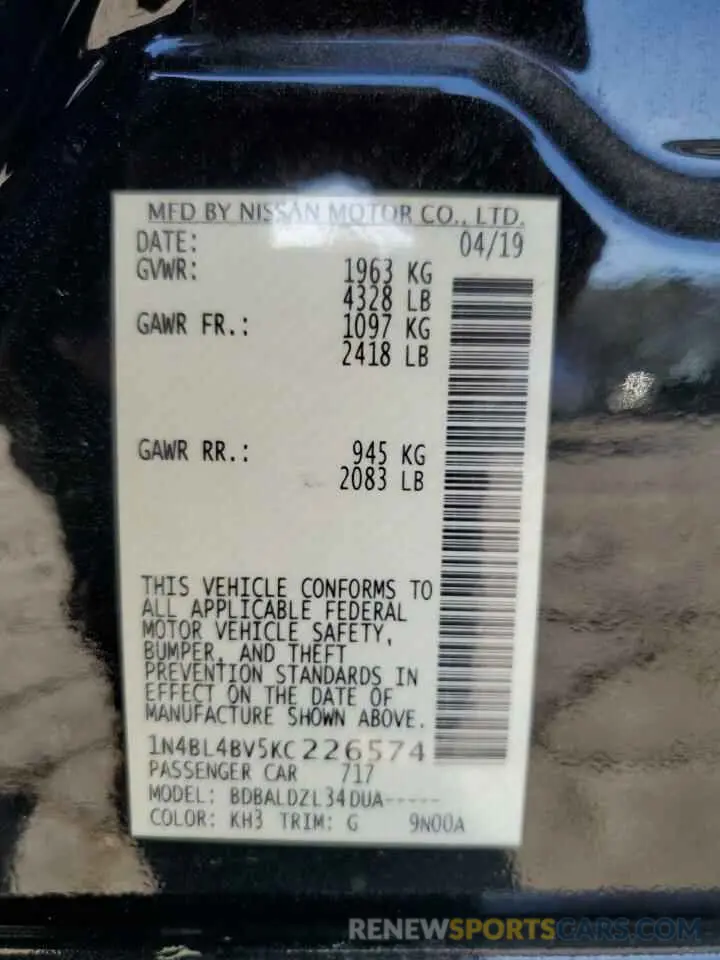 MFD BY NISSAN MOTOR CO., LTD.
DATE: 04/19
GVWR: 1963 KG
4328 LB
GAWR FR.: 1097 KG
2418 LB
GAWR RR.: 945 KG
2083 LB
THIS VEHICLE CONFORMS TO
ALL APPLICABLE FEDERAL
MOTOR VEHICLE SAFETY,
BUMPER, AND THEFT
PREVENTION STANDARDS IN
EFFECT ON THE DATE OF
MANUFACTURE SHOWN ABOVE.
1N4BL4BV5KC226574
PASSENGER CAR 717
MODEL: BDBALDZL34DUA-----
COLOR: KH3 TRIM: G 9N00A
RENEWSPORTSCARS.COM